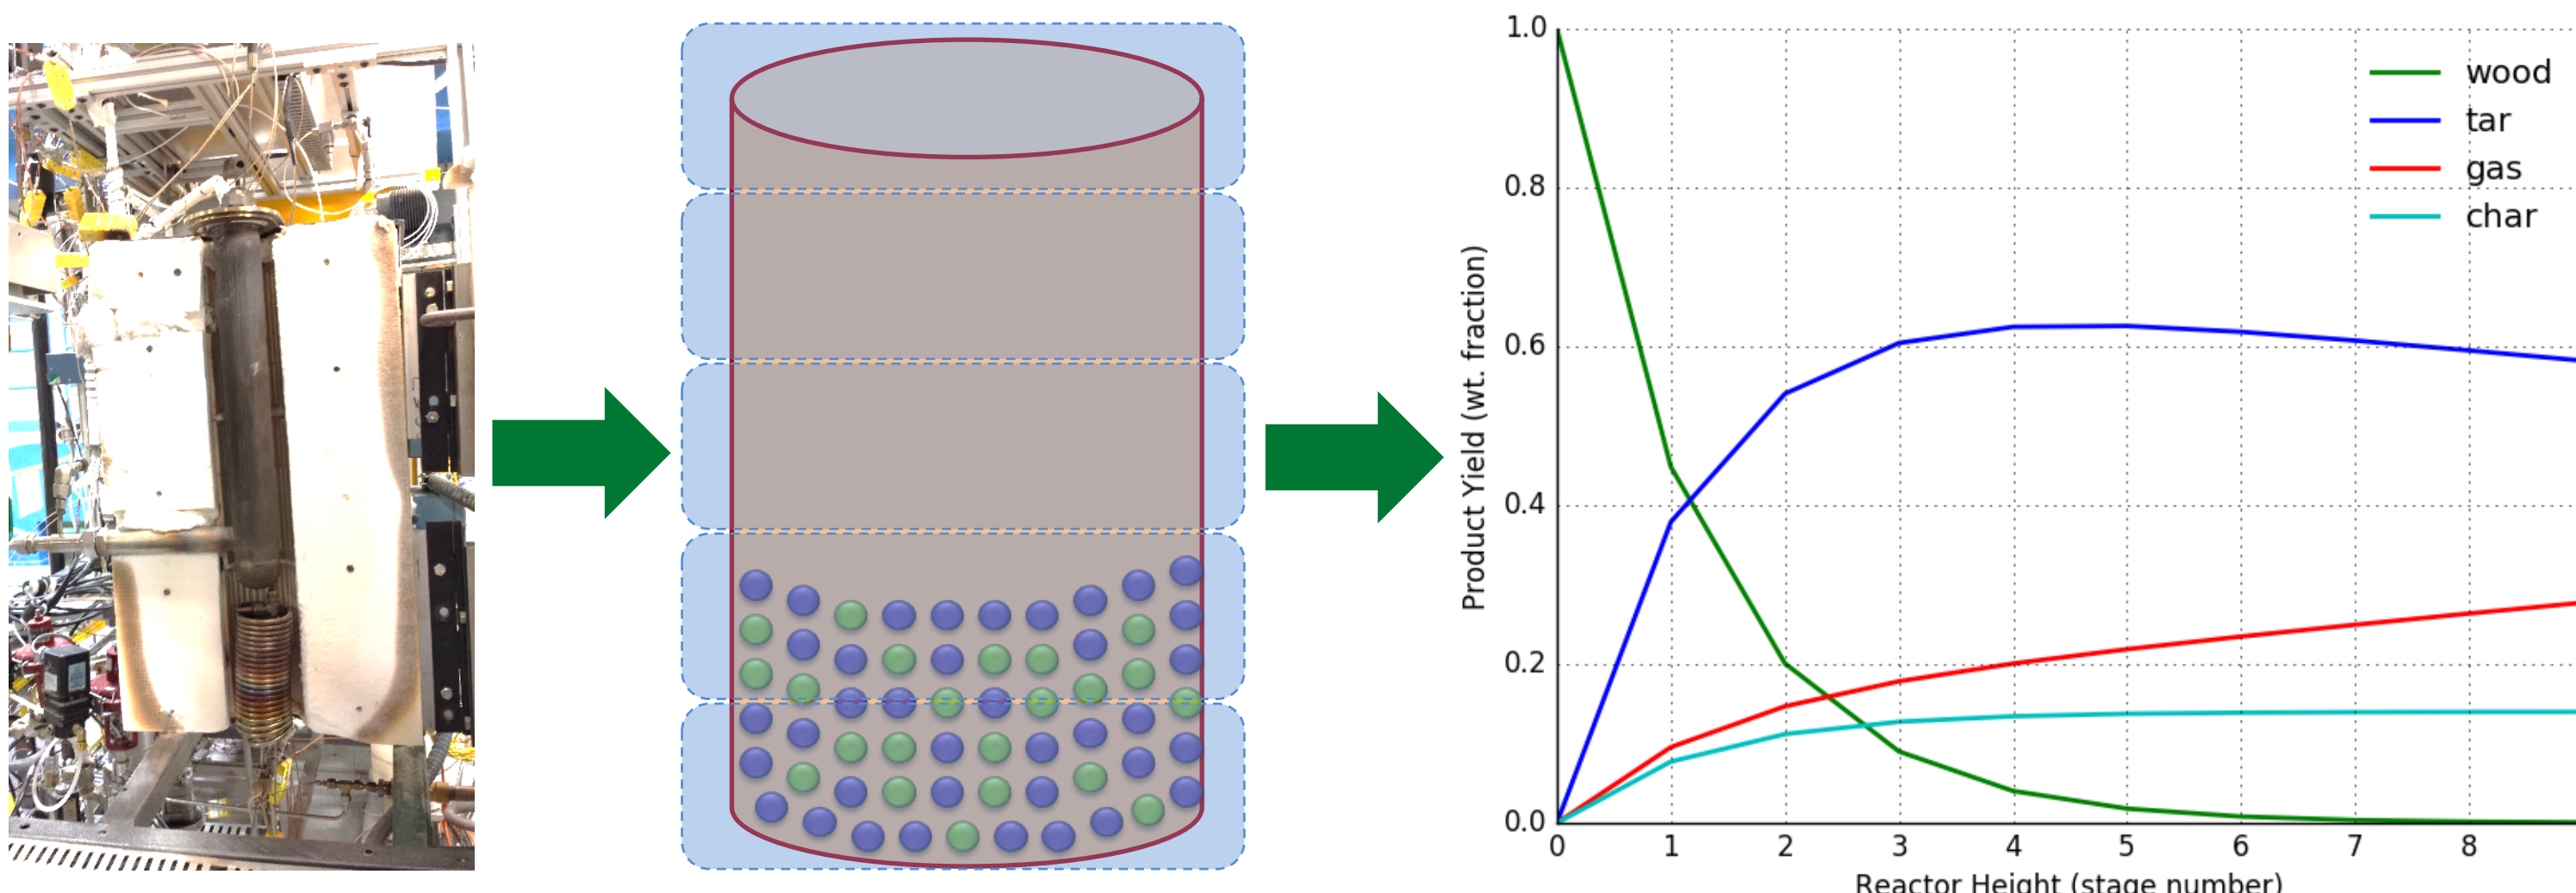 1.0
0.8
0.6
0.4
0.2
0.0
Product Yield (wt. fraction)
wood
tar
gas
char
0 1 2 3 4 5 6 7 8
Reactor Height (stage number)